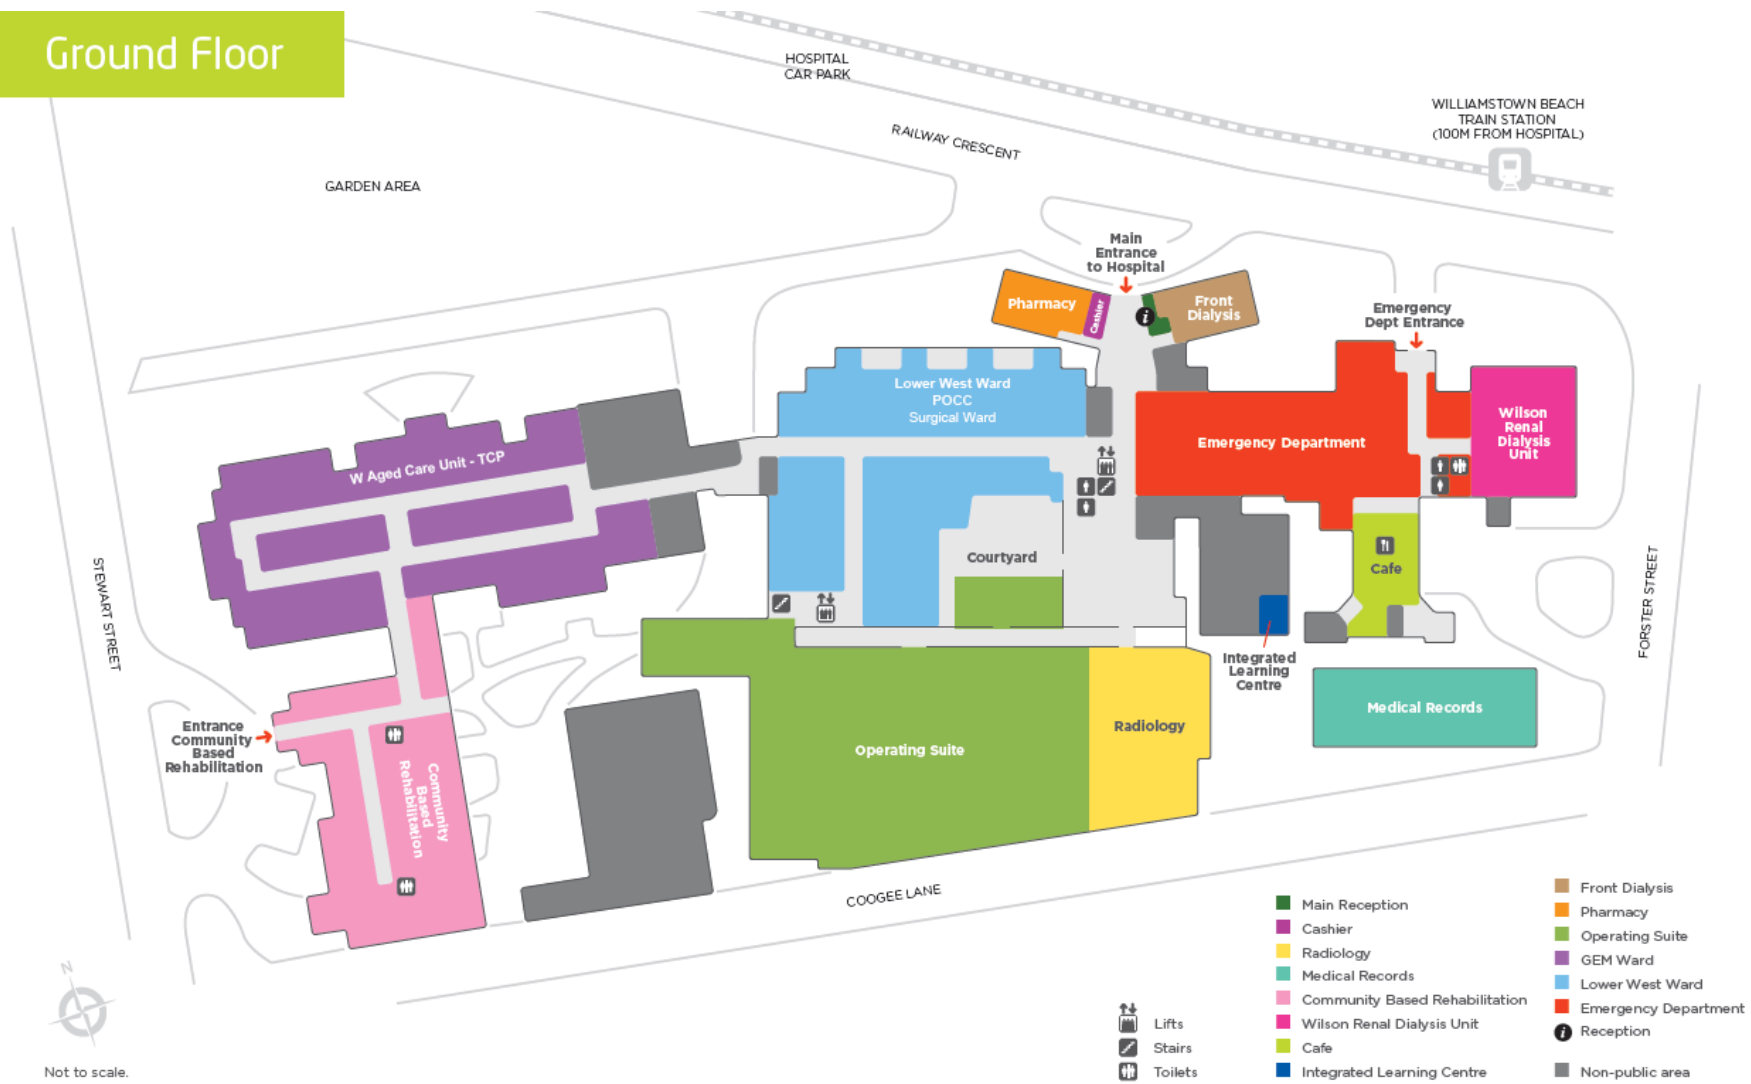 Ground Floor
HOSPITAL
CAR PARK
WILLIAMSTOWN BEACH
TRAIN STATION
(100M FROM HOSPITAL)
RAILWAY CRESCENT
GARDEN AREA
Main
Entrance
to Hospital
Pharmacy
Cashier
i
Front
Dialysis
Emergency
Dept Entrance
Lower West Ward
POCC
Surgical Ward
Emergency Department
Wilson
Renal
Dialysis
Unit
W Aged Care Unit - TCP
Courtyard
Cafe
STEWART STREET
FORSTER STREET
Integrated
Learning
Centre
Medical Records
Entrance
Community
Based
Rehabilitation
Community
Based
Rehabilitation
Operating Suite
Radiology
COOGEE LANE
N
Not to scale.
Lifts
Stairs
Toilets
Main Reception
Cashier
Radiology
Medical Records
Community Based Rehabilitation
Wilson Renal Dialysis Unit
Cafe
Integrated Learning Centre
Front Dialysis
Pharmacy
Operating Suite
GEM Ward
Lower West Ward
Emergency Department
i Reception
Non-public area